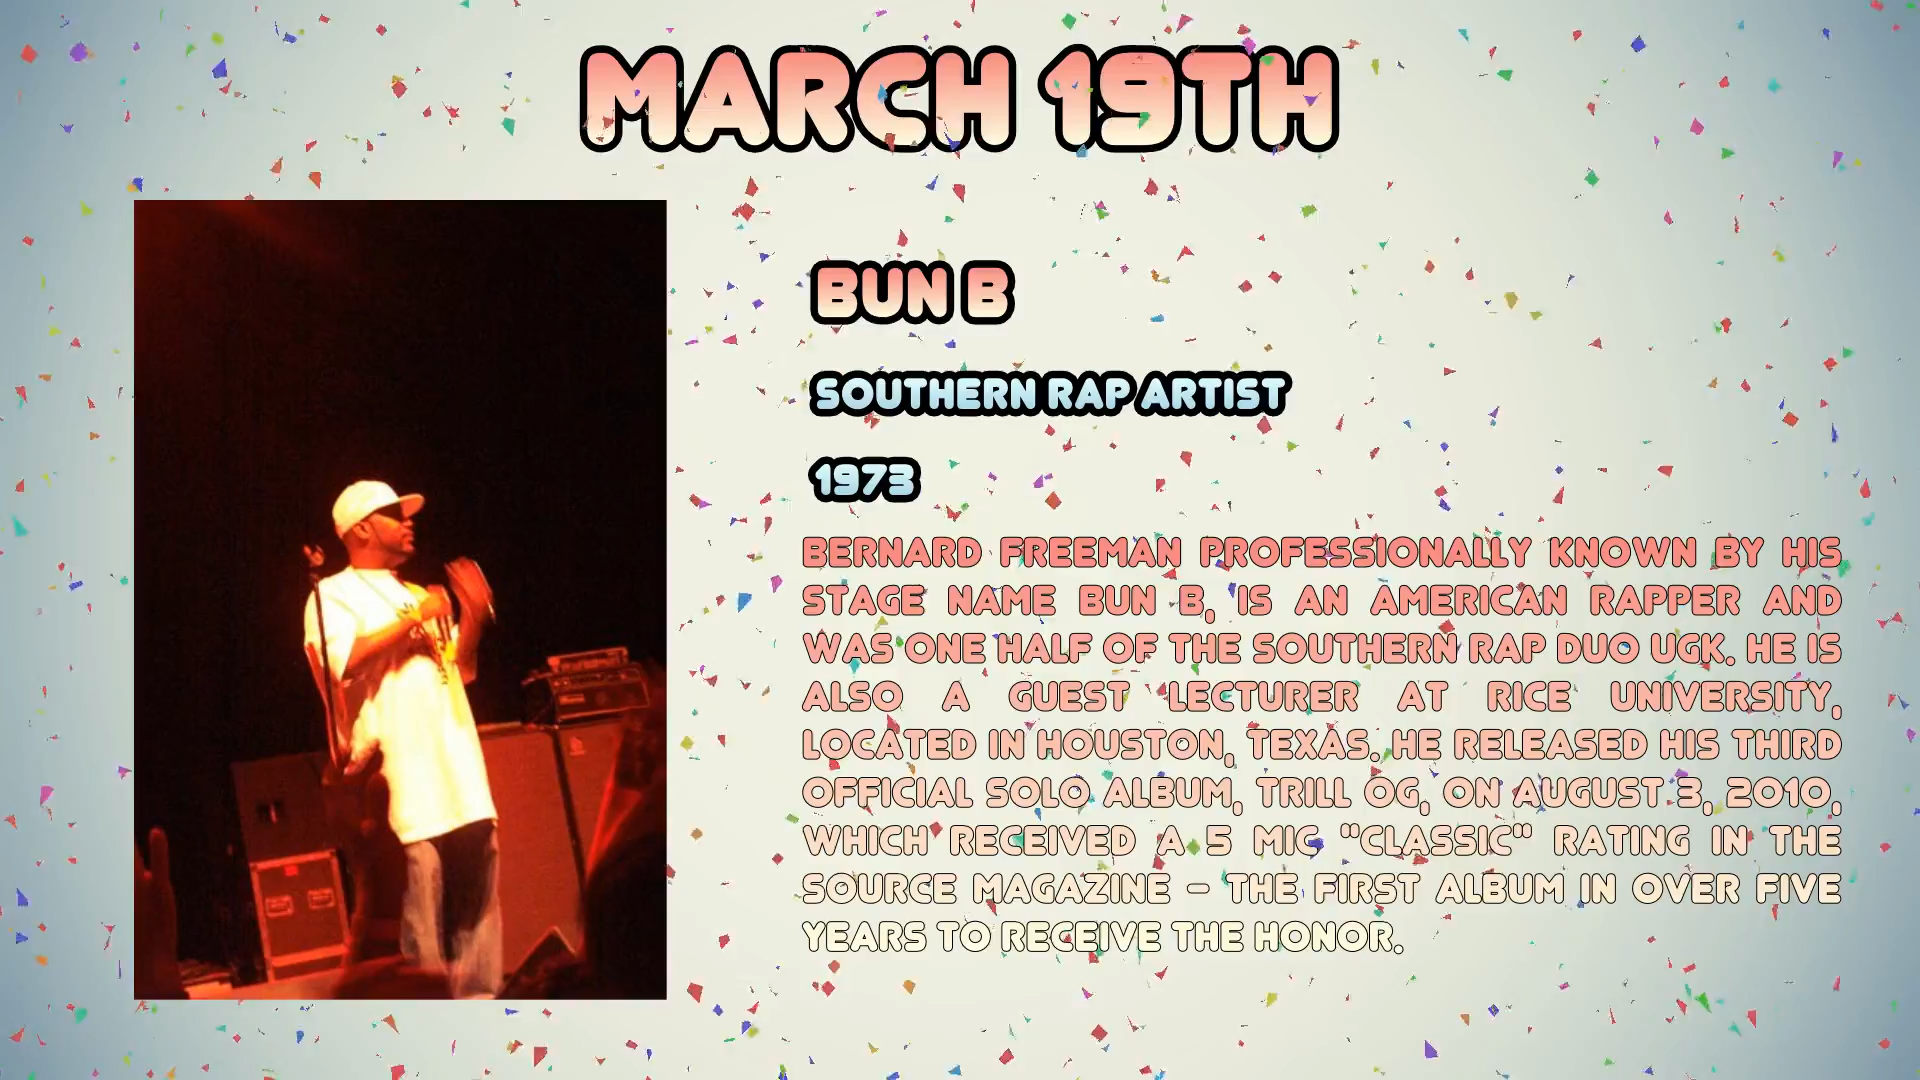 MARCH 19TH
BUN B
SOUTHERN RAP ARTIST
1973
BERNARD FREEMAN PROFESSIONALLY KNOWN BY HIS
STAGE NAME BUN B, IS AN AMERICAN RAPPER AND
WAS ONE HALF OF THE SOUTHERN RAP DUO UGK. HE IS
ALSO A GUEST LECTURER AT RICE UNIVERSITY,
LOCATED IN HOUSTON, TEXAS. HE RELEASED HIS THIRD
OFFICIAL SOLO ALBUM, TRILL OG, ON AUGUST 3, 2010,
WHICH RECEIVED A 5 MIC "CLASSIC" RATING IN THE
SOURCE MAGAZINE – THE FIRST ALBUM IN OVER FIVE
YEARS TO RECEIVE THE HONOR.